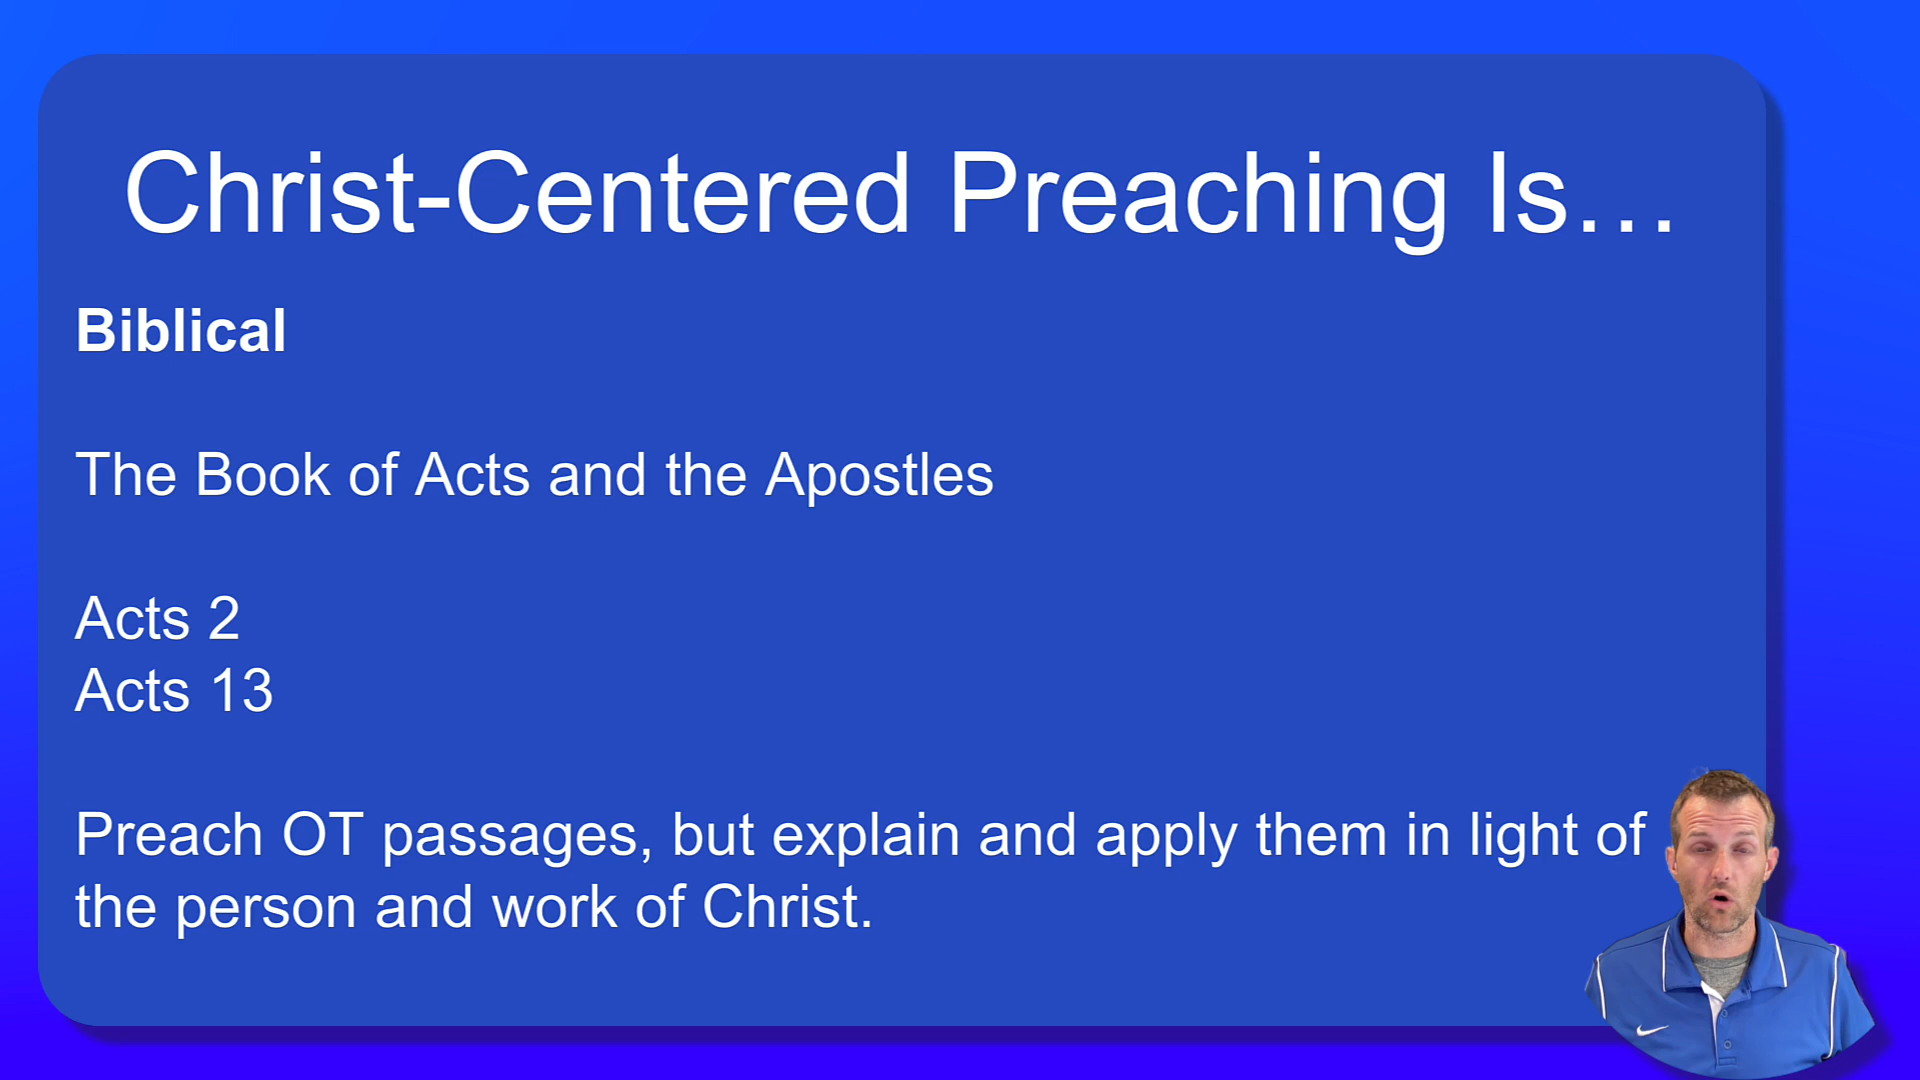 Christ-Centered Preaching Is…
Biblical
The Book of Acts and the Apostles
Acts 2
Acts 13
Preach OT passages, but explain and apply them in light of
the person and work of Christ.